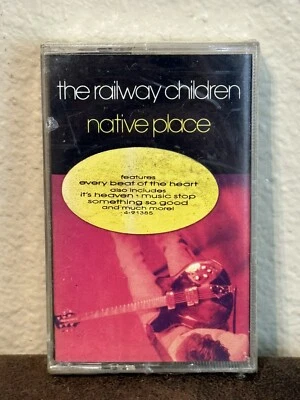 the railway children
native place
features
every beat of the heart
also includes
it's heaven • music stop
something so good
and much more!
4-91385